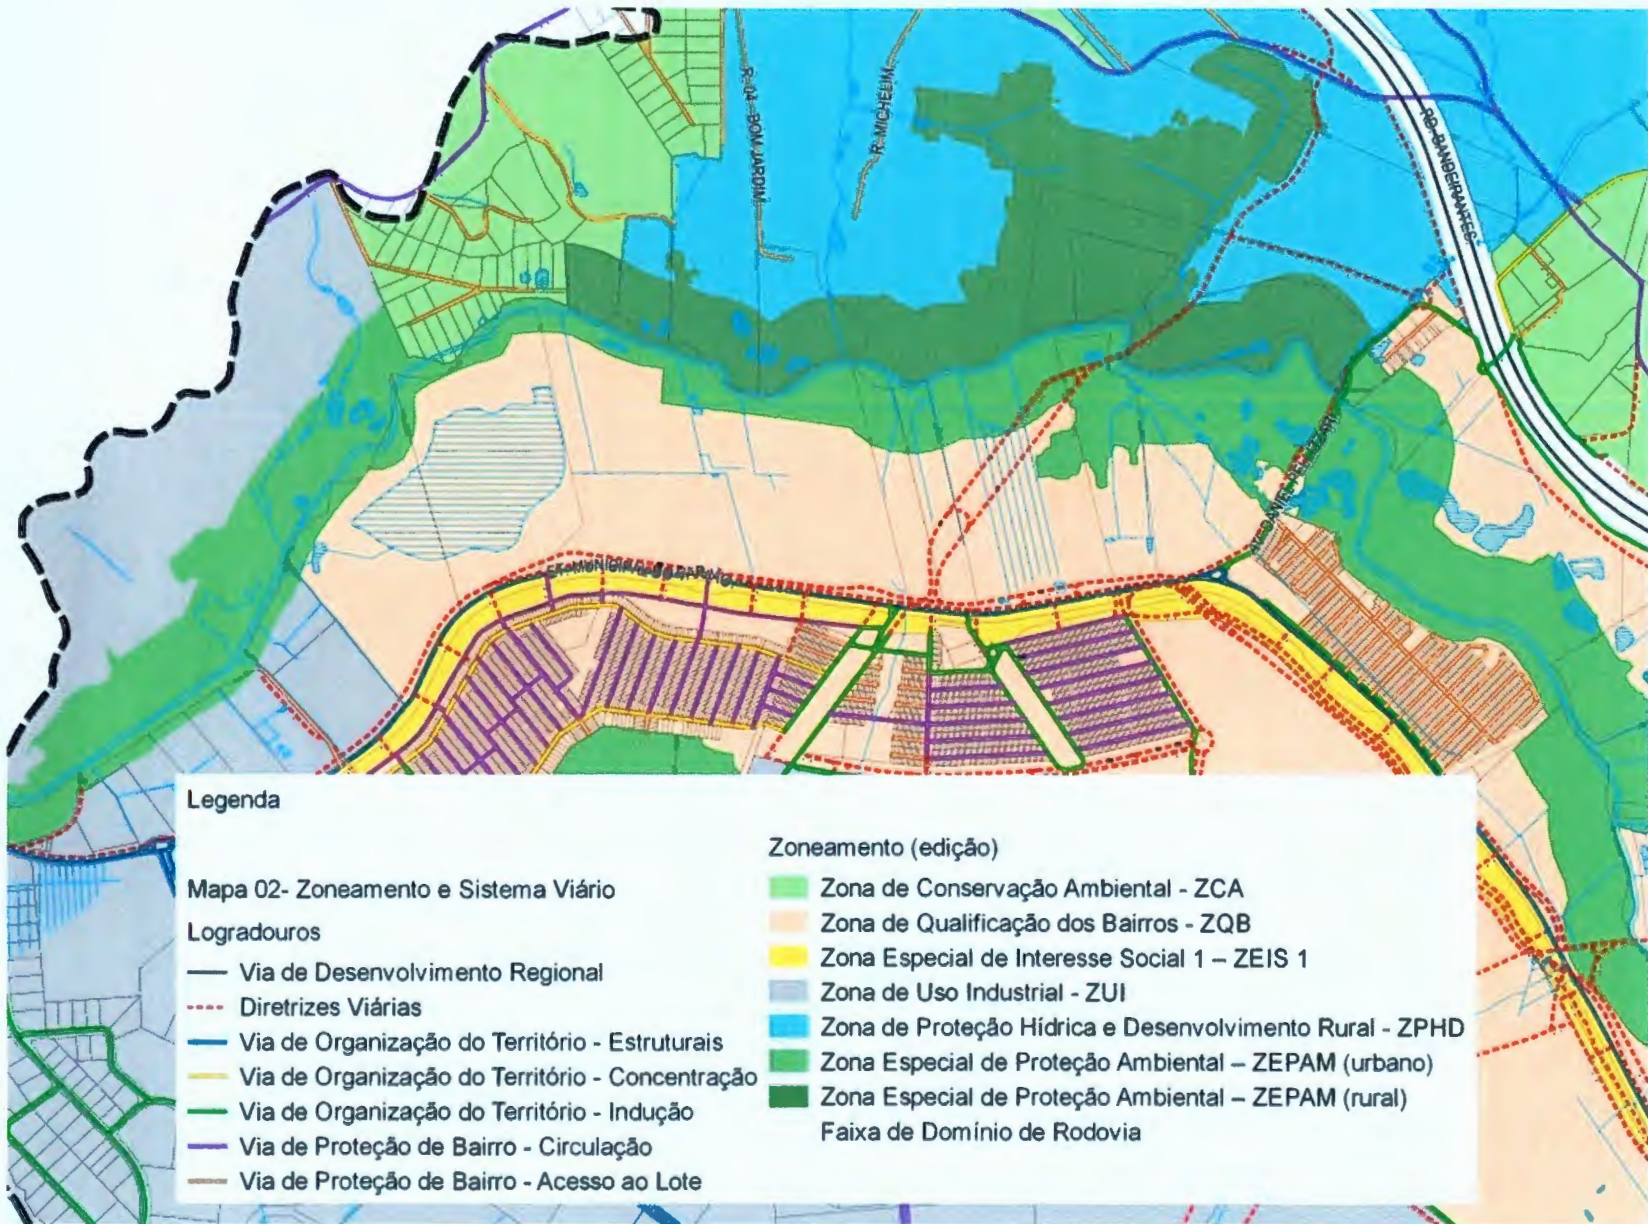 R. 04- BOM JARDIM
R. MICHELIM
RD. BANDEIRANTES
AV. DANIEL PELIZZARI
Legenda
Mapa 02- Zoneamento e Sistema Viário
Logradouros
Via de Desenvolvimento Regional
Diretrizes Viárias
Via de Organização do Território - Estruturais
Via de Organização do Território - Concentração
Via de Organização do Território - Indução
Via de Proteção de Bairro - Circulação
Via de Proteção de Bairro - Acesso ao Lote
Zoneamento (edição)
Zona de Conservação Ambiental - ZCA
Zona de Qualificação dos Bairros - ZQB
Zona Especial de Interesse Social 1 – ZEIS 1
Zona de Uso Industrial - ZUI
Zona de Proteção Hídrica e Desenvolvimento Rural - ZPHD
Zona Especial de Proteção Ambiental – ZEPAM (urbano)
Zona Especial de Proteção Ambiental – ZEPAM (rural)
Faixa de Domínio de Rodovia